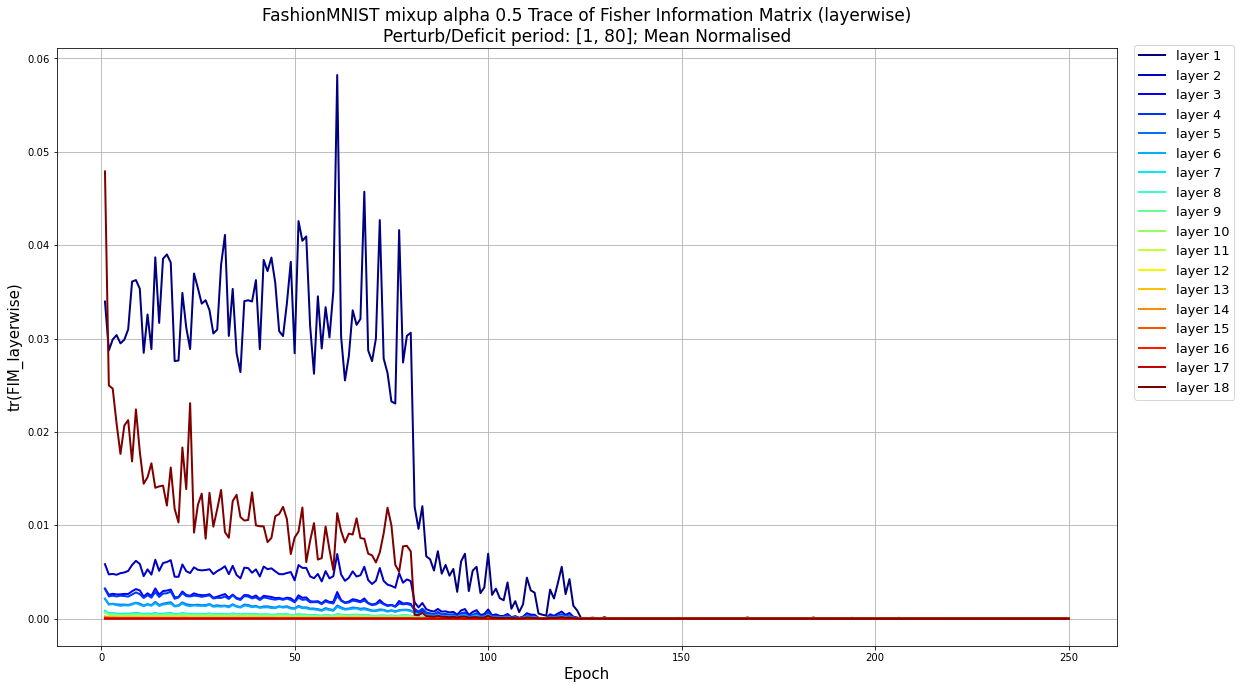 FashionMNIST mixup alpha 0.5 Trace of Fisher Information Matrix (layerwise)
Perturb/Deficit period: [1, 80]; Mean Normalised
tr(FIM_layerwise)
0.06
0.05
0.04
0.03
0.02
0.01
0.00
0
50
100
150
200
250
Epoch
layer 1
layer 2
layer 3
layer 4
layer 5
layer 6
layer 7
layer 8
layer 9
layer 10
layer 11
layer 12
layer 13
layer 14
layer 15
layer 16
layer 17
layer 18